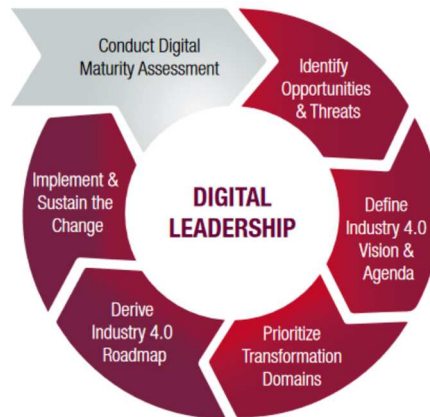 Conduct Digital
Maturity Assessment
Identify
Opportunities
& Threats
Define
Industry 4.0
Vision &
Agenda
Prioritize
Transformation
Domains
Derive
Industry 4.0
Roadmap
Implement &
Sustain the
Change
DIGITAL
LEADERSHIP